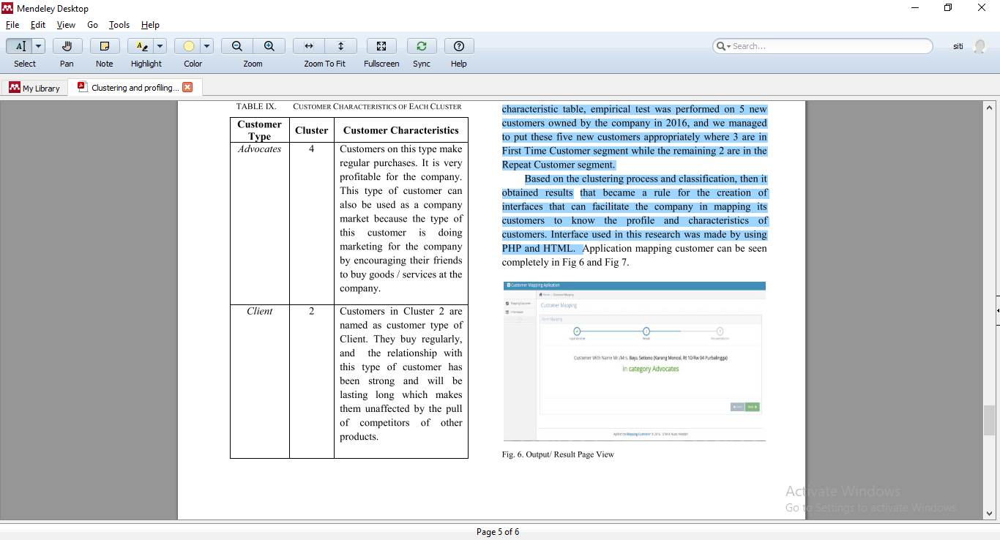 Mendeley Desktop
File Edit View Go Tools Help
Search...
siti
Select Pan Note Highlight Color Zoom Zoom To Fit Fullscreen Sync Help
My Library
Clustering and profiling...
TABLE IX. CUSTOMER CHARACTERISTICS OF EACH CLUSTER
Customer Type Cluster Customer Characteristics
Advocates 4 Customers on this type make
regular purchases. It is very
profitable for the company.
This type of customer can
also be used as a company
market because the type of
this customer is doing
marketing for the company
by encouraging their friends
to buy goods / services at the
company.
Client 2 Customers in Cluster 2 are
named as customer type of
Client. They buy regularly,
and the relationship with
this type of customer has
been strong and will be
lasting long which makes
them unaffected by the pull
of competitors of other
products.
characteristic table, empirical test was performed on 5 new
customers owned by the company in 2016, and we managed
to put these five new customers appropriately where 3 are in
First Time Customer segment while the remaining 2 are in the
Repeat Customer segment.
Based on the clustering process and classification, then it
obtained results that became a rule for the creation of
interfaces that can facilitate the company in mapping its
customers to know the profile and characteristics of
customers. Interface used in this research was made by using
PHP and HTML. Application mapping customer can be seen
completely in Fig 6 and Fig 7.
Customer Mapping Aplication
Home Customer Mapping
Mapping Customer
Information
Customer Mapping
Form Mapping
Result
Customer With Name Mr./Mrs. Bayu Setiono (Karang Moncol, Rt 10/Rw 04 Purbalingga)
in category Advocates
Fig. 6. Output/ Result Page View
Activate Windows
Go to Settings to activate Windows.
Page 5 of 6